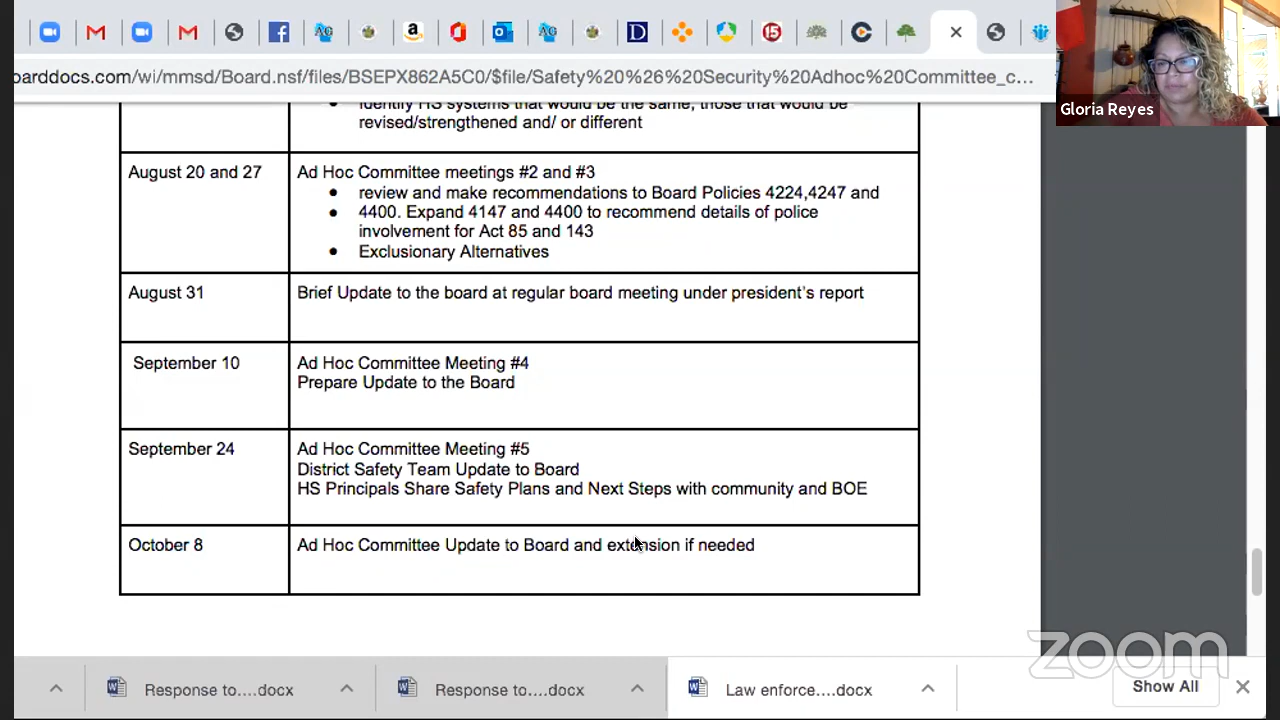 oarddocs.com/wi/mmsd/Board.nsf/files/BSEPX862A5C0/$file/Safety%20%26%20Security%20Adhoc%20Committee_c...
Gloria Reyes
identify HS systems that would be the same, those that would be
revised/strengthened and/ or different
August 20 and 27
Ad Hoc Committee meetings #2 and #3
● review and make recommendations to Board Policies 4224,4247 and
● 4400. Expand 4147 and 4400 to recommend details of police
involvement for Act 85 and 143
● Exclusionary Alternatives
August 31
Brief Update to the board at regular board meeting under president's report
September 10
Ad Hoc Committee Meeting #4
Prepare Update to the Board
September 24
Ad Hoc Committee Meeting #5
District Safety Team Update to Board
HS Principals Share Safety Plans and Next Steps with community and BOE
October 8
Ad Hoc Committee Update to Board and extension if needed
zoom
Response to....docx
Response to....docx
Law enforce....docx
Show All